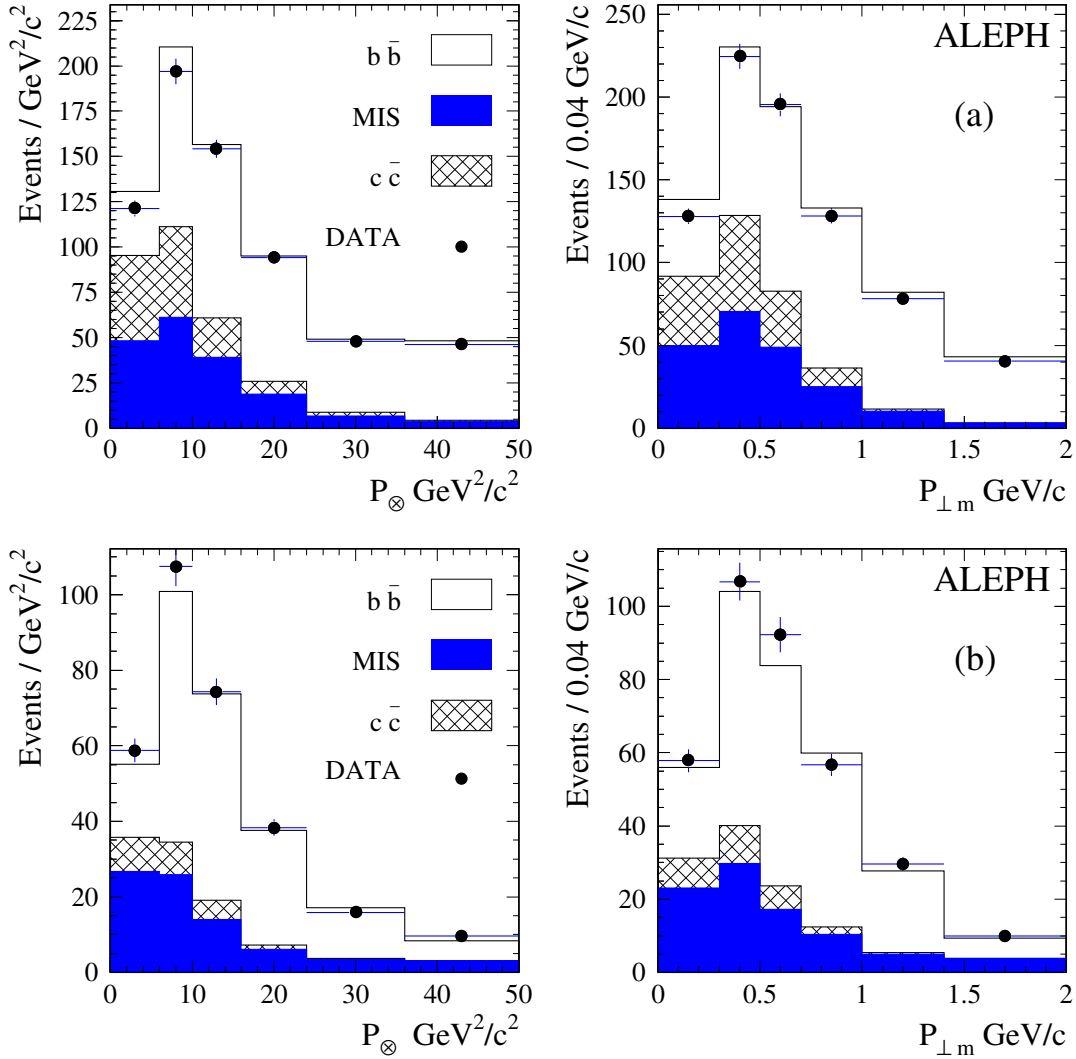 Events / GeV²/c²
225
200
175
150
125
100
75
50
25
0
b b̄
MIS
c c̄
DATA
0 10 20 30 40 50
P⊗ GeV²/c²
Events / 0.04 GeV/c
250
200
150
100
50
0
ALEPH
(a)
0 0.5 1 1.5 2
P⊥m GeV/c
Events / GeV²/c²
100
80
60
40
20
0
b b̄
MIS
c c̄
DATA
0 10 20 30 40 50
P⊗ GeV²/c²
Events / 0.04 GeV/c
100
80
60
40
20
0
ALEPH
(b)
0 0.5 1 1.5 2
P⊥m GeV/c